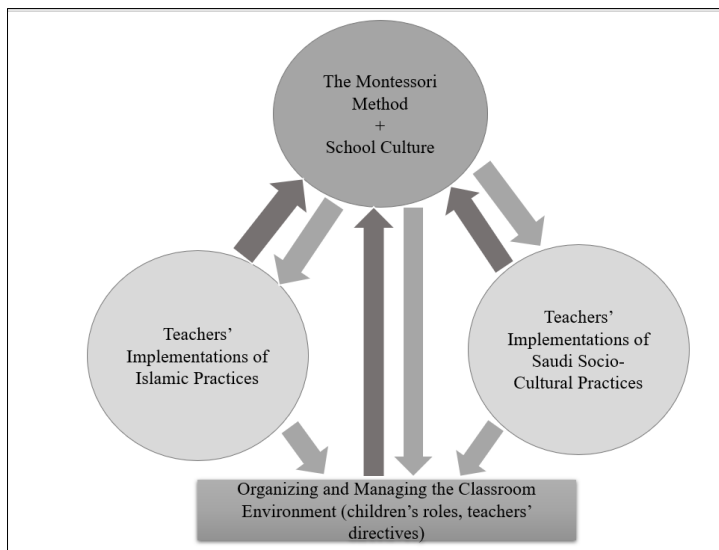 The Montessori
Method
+
School Culture
Teachers’
Implementations of
Islamic Practices
Teachers’
Implementations of
Saudi Socio-
Cultural Practices
Organizing and Managing the Classroom
Environment (children’s roles, teachers’
directives)